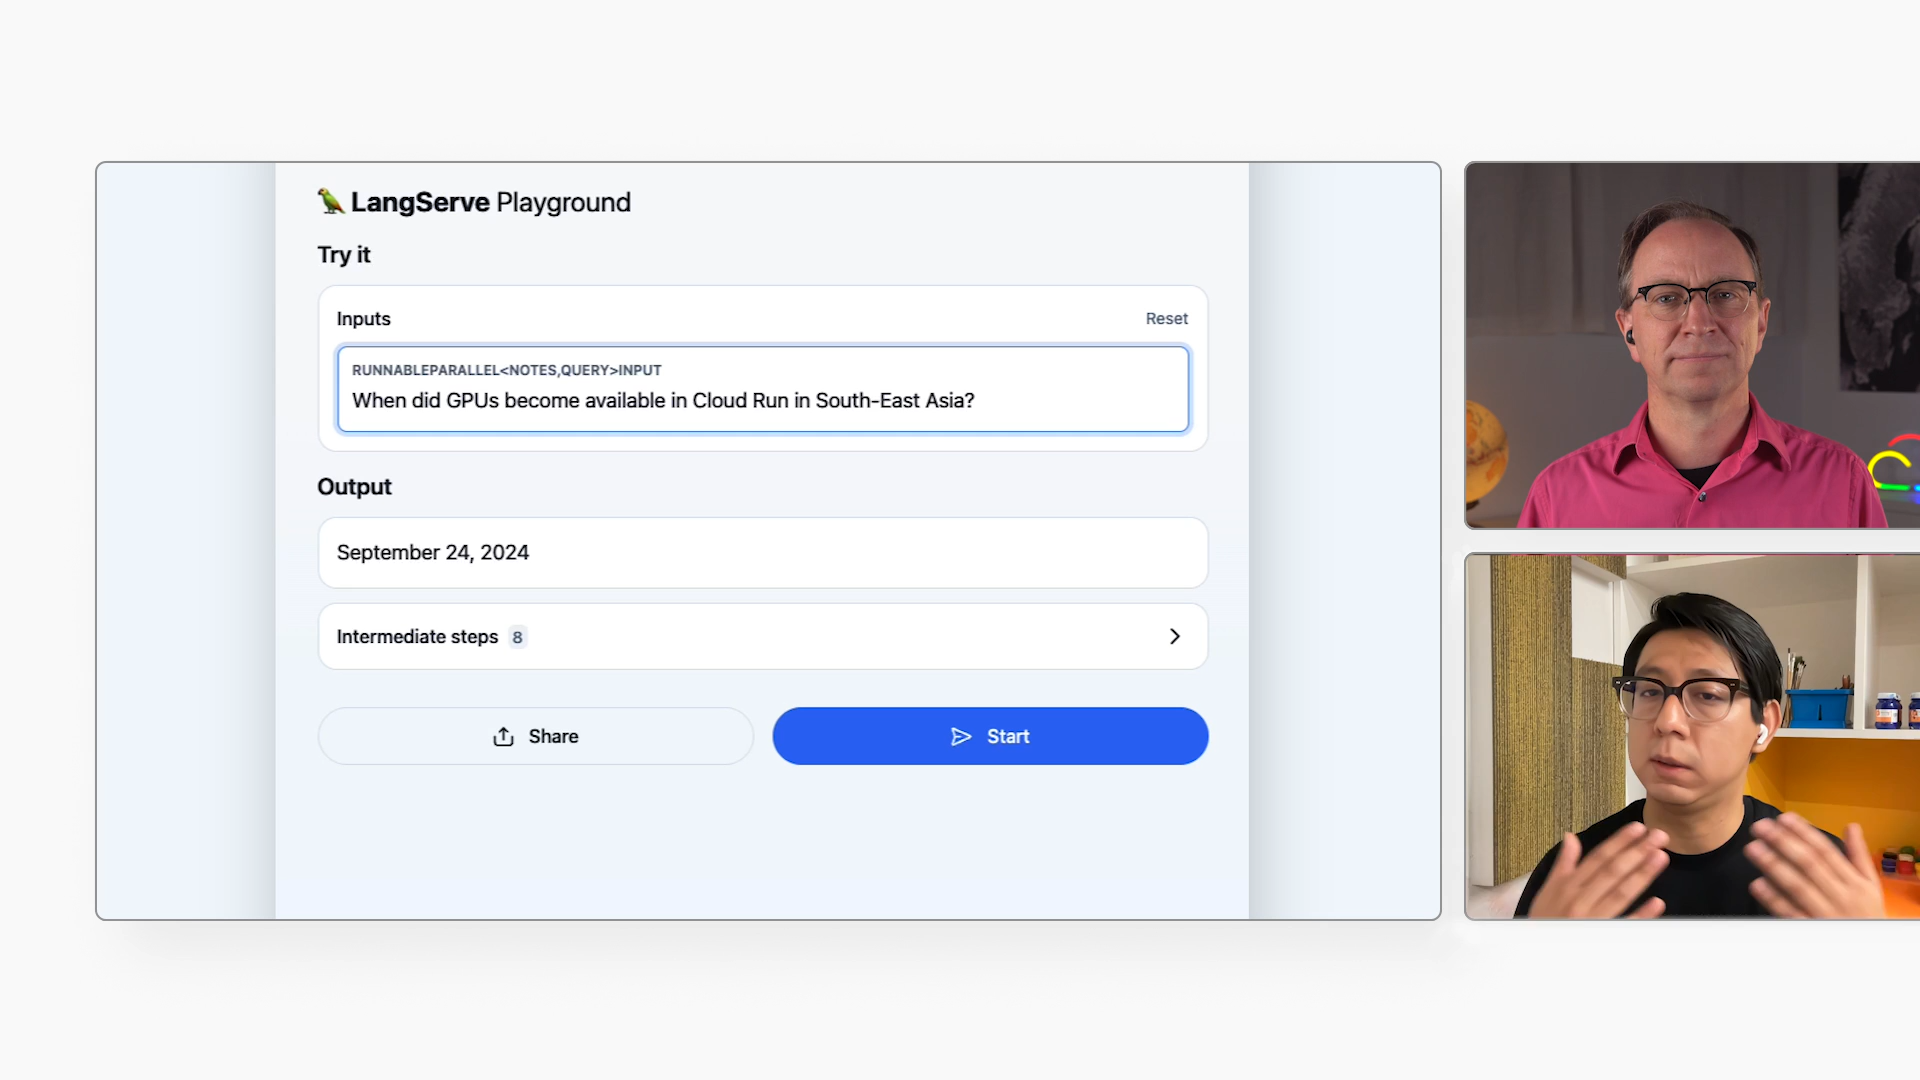 LangServe Playground
Try it
Inputs
Reset
RUNNABLEPARALLEL<NOTES,QUERY>INPUT
When did GPUs become available in Cloud Run in South-East Asia?
Output
September 24, 2024
Intermediate steps 8
Share
Start